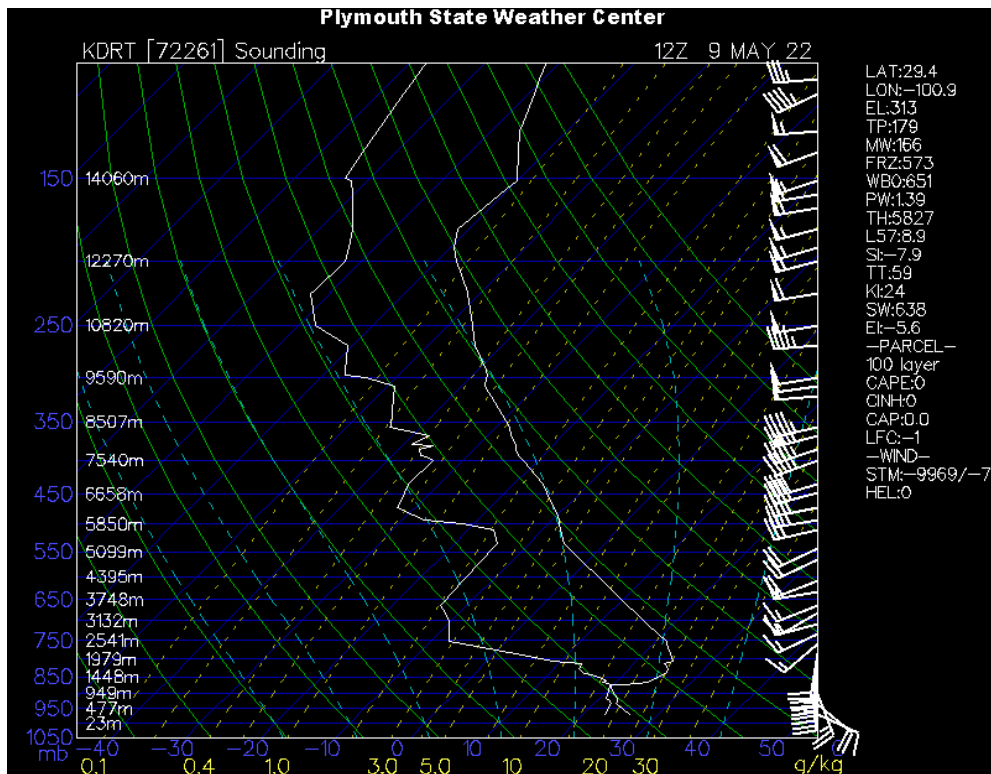 Plymouth State Weather Center
KDRT [72261] Sounding
12Z 9 MAY 22
LAT:29.4
LON:-100.9
EL:313
TP:179
MW:166
FRZ:573
WB0:651
PW:1.39
TH:5827
L57:8.9
SI:-7.9
TT:59
KI:24
SW:638
EI:-5.6
-PARCEL-
100 layer
CAPE:0
CINH:0
CAP:0.0
LFC:-1
-WIND-
STM:-9969/-7
HEL:0
150 14060m
12270m
250 10820m
9590m
350 8507m
7540m
450 6658m
5850m
550 5099m
4395m
650 3748m
3132m
750 2541m
1979m
850 1448m
949m
950 477m
23m
1050 -40 -30 -20 -10 0 10 20 30 40 50
mb 0.1 0.4 1.0 3.0 5.0 10 20 30 g/kg